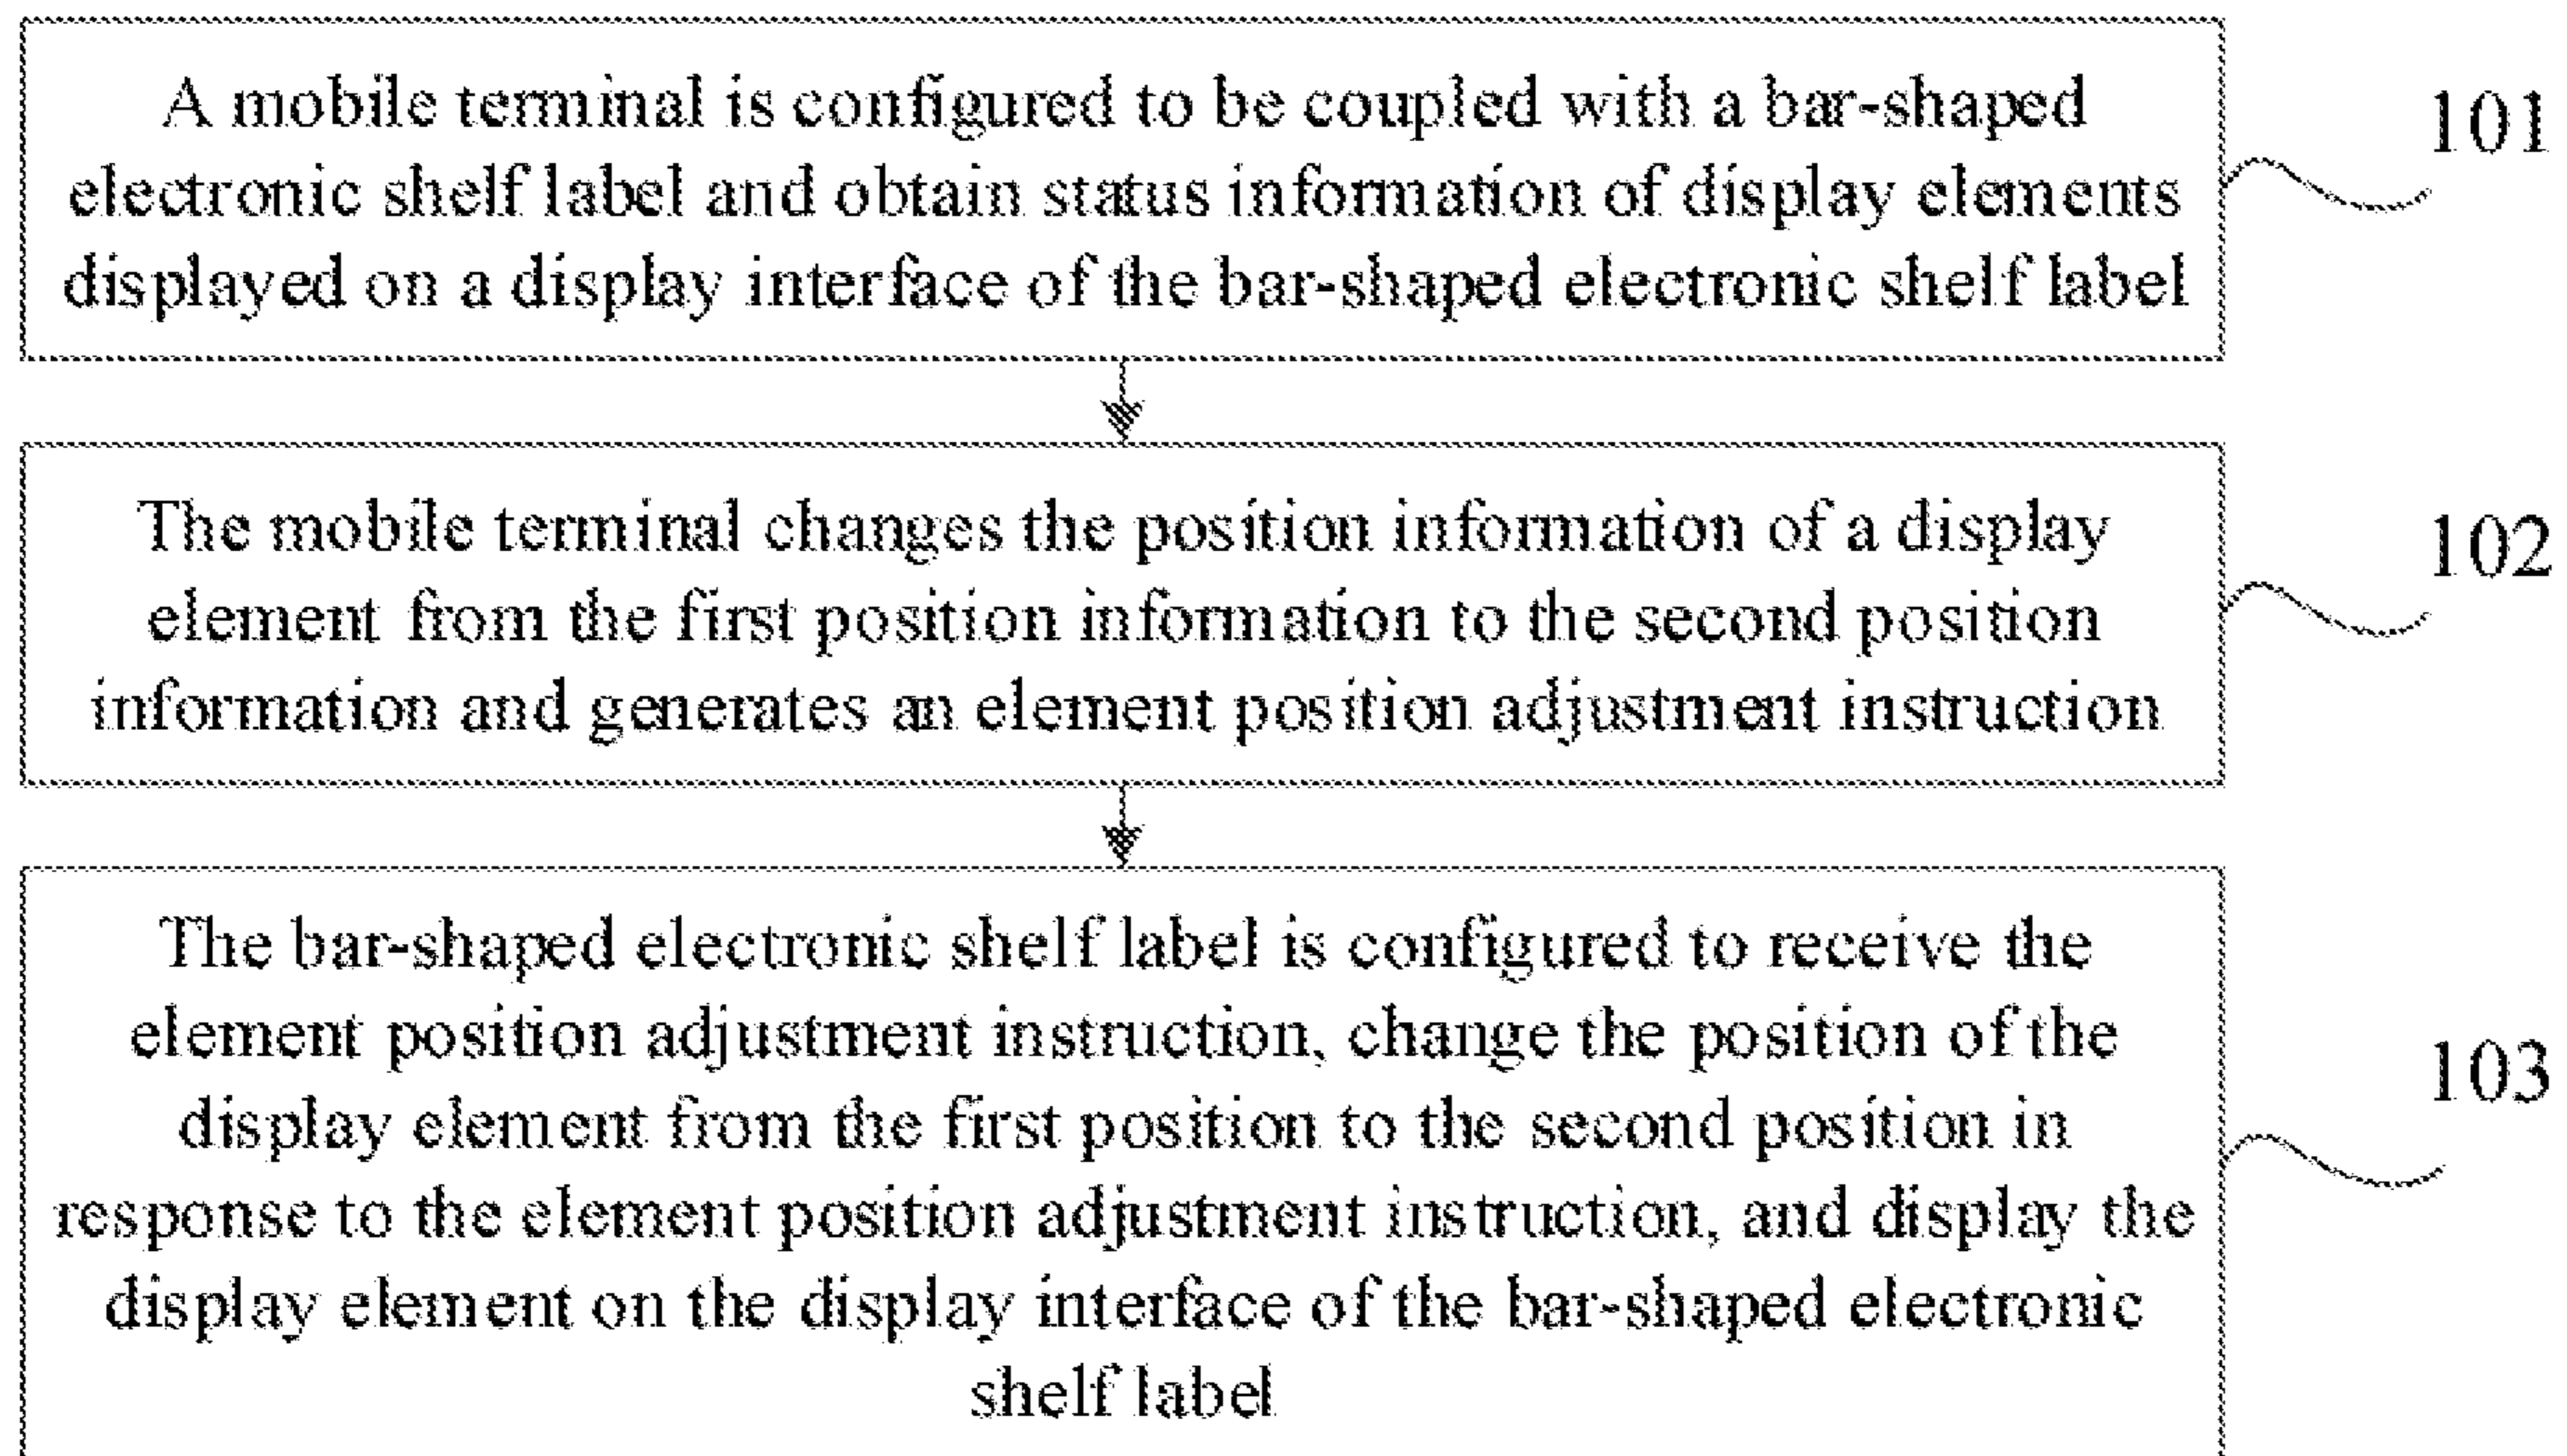 A mobile terminal is configured to be coupled with a bar-shaped
electronic shelf label and obtain status information of display elements
displayed on a display interface of the bar-shaped electronic shelf label
101
The mobile terminal changes the position information of a display
element from the first position information to the second position
information and generates an element position adjustment instruction
102
The bar-shaped electronic shelf label is configured to receive the
element position adjustment instruction, change the position of the
display element from the first position to the second position in
response to the element position adjustment instruction, and display the
display element on the display interface of the bar-shaped electronic
shelf label
103